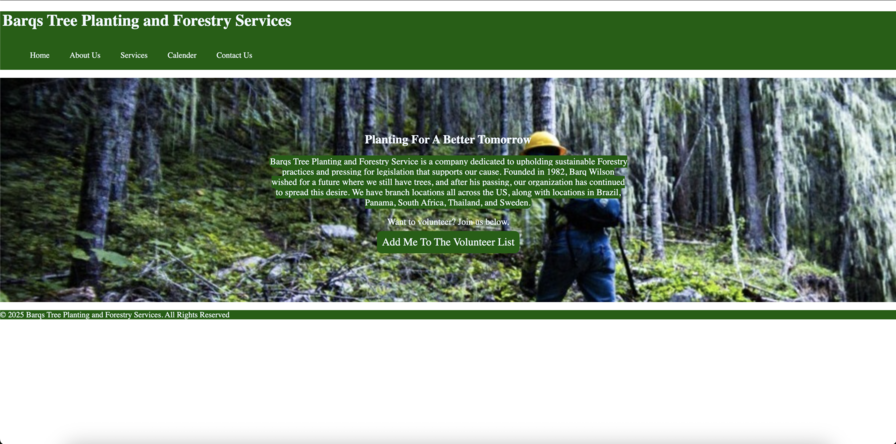 Barqs Tree Planting and Forestry Services
Home About Us Services Calender Contact Us
Planting For A Better Tomorrow
Barqs Tree Planting and Forestry Service is a company dedicated to upholding sustainable Forestry
practices and pressing for legislation that supports our cause. Founded in 1982, Barq Wilson
wished for a future where we still have trees, and after his passing, our organization has continued
to spread this desire. We have branch locations all across the US, along with locations in Brazil,
Panama, South Africa, Thailand, and Sweden.
Want to Volunteer? Join us below.
Add Me To The Volunteer List
© 2025 Barqs Tree Planting and Forestry Services. All Rights Reserved